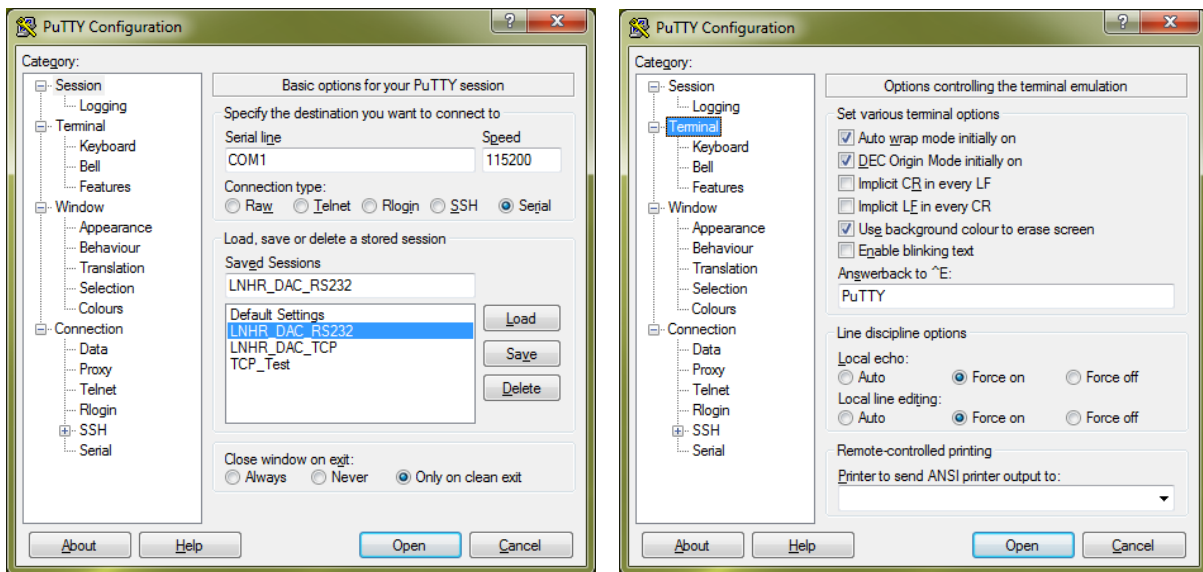 PuTTY Configuration
Category:
Session
Logging
Terminal
Keyboard
Bell
Features
Window
Appearance
Behaviour
Translation
Selection
Colours
Connection
Data
Proxy
Telnet
Rlogin
SSH
Serial
Basic options for your PuTTY session
Specify the destination you want to connect to
Serial line Speed
COM1 115200
Connection type:
Raw Telnet Rlogin SSH Serial
Load, save or delete a stored session
Saved Sessions
LNHR_DAC_RS232
Default Settings
LNHR_DAC_RS232
LNHR_DAC_TCP
TCP_Test
Load
Save
Delete
Close window on exit:
Always Never Only on clean exit
About Help Open Cancel
PuTTY Configuration
Category:
Session
Logging
Terminal
Keyboard
Bell
Features
Window
Appearance
Behaviour
Translation
Selection
Colours
Connection
Data
Proxy
Telnet
Rlogin
SSH
Serial
Options controlling the terminal emulation
Set various terminal options
Auto wrap mode initially on
DEC Origin Mode initially on
Implicit CR in every LF
Implicit LF in every CR
Use background colour to erase screen
Enable blinking text
Answerback to ^E:
PuTTY
Line discipline options
Local echo:
Auto Force on Force off
Local line editing:
Auto Force on Force off
Remote-controlled printing
Printer to send ANSI printer output to:
About Help Open Cancel